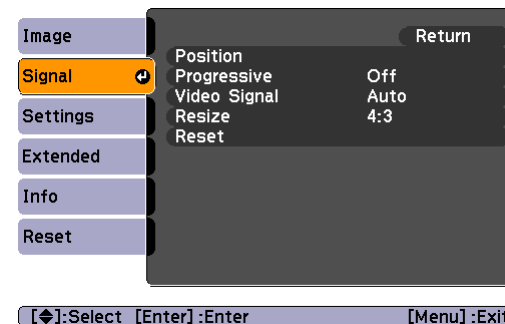 Image
Signal
Settings
Extended
Info
Reset
Return
Position
Progressive Off
Video Signal Auto
Resize 4:3
Reset
[◆]:Select [Enter] :Enter [Menu] :Exit